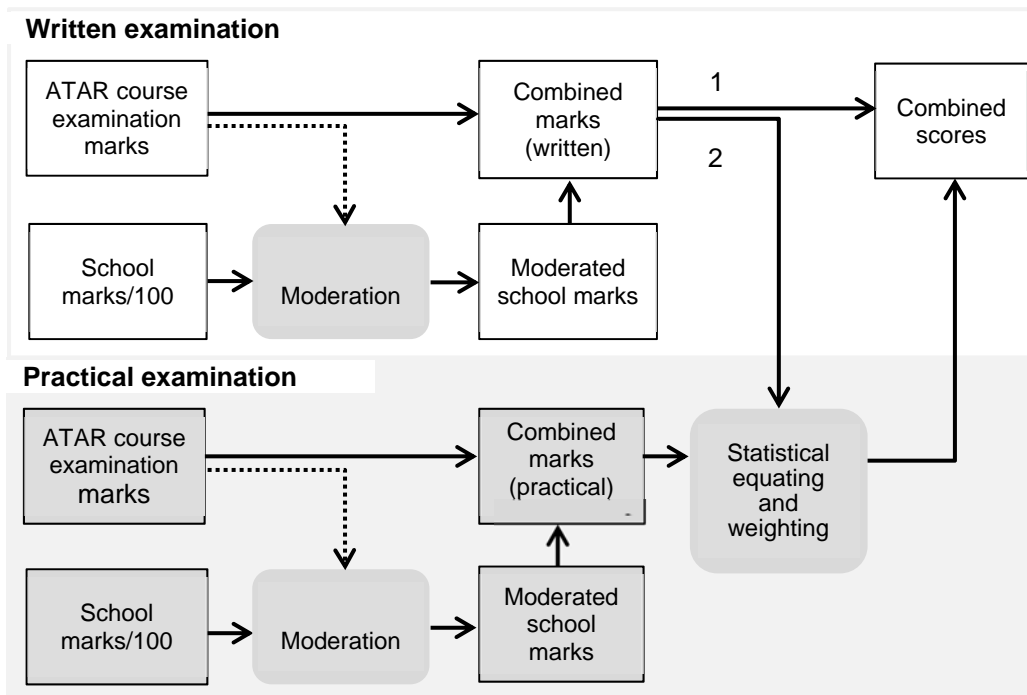 Written examination
ATAR course
examination
marks
Combined
marks
(written)
1
2
Combined
scores
School
marks/100
Moderation
Moderated
school marks
Practical examination
ATAR course
examination
marks
Combined
marks
(practical)
Statistical
equating
and
weighting
School
marks/100
Moderation
Moderated
school
marks